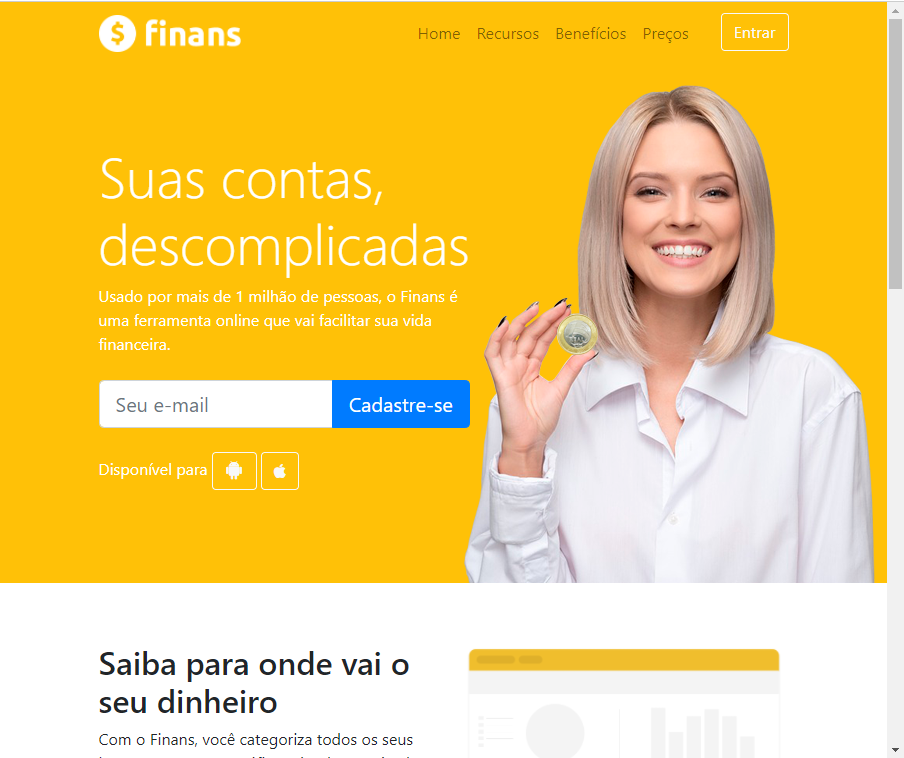 finans
Home Recursos Benefícios Preços Entrar
Suas contas,
descomplicadas
Usado por mais de 1 milhão de pessoas, o Finans é
uma ferramenta online que vai facilitar sua vida
financeira.
Seu e-mail Cadastre-se
Disponível para
Saiba para onde vai o
seu dinheiro
Com o Finans, você categoriza todos os seus